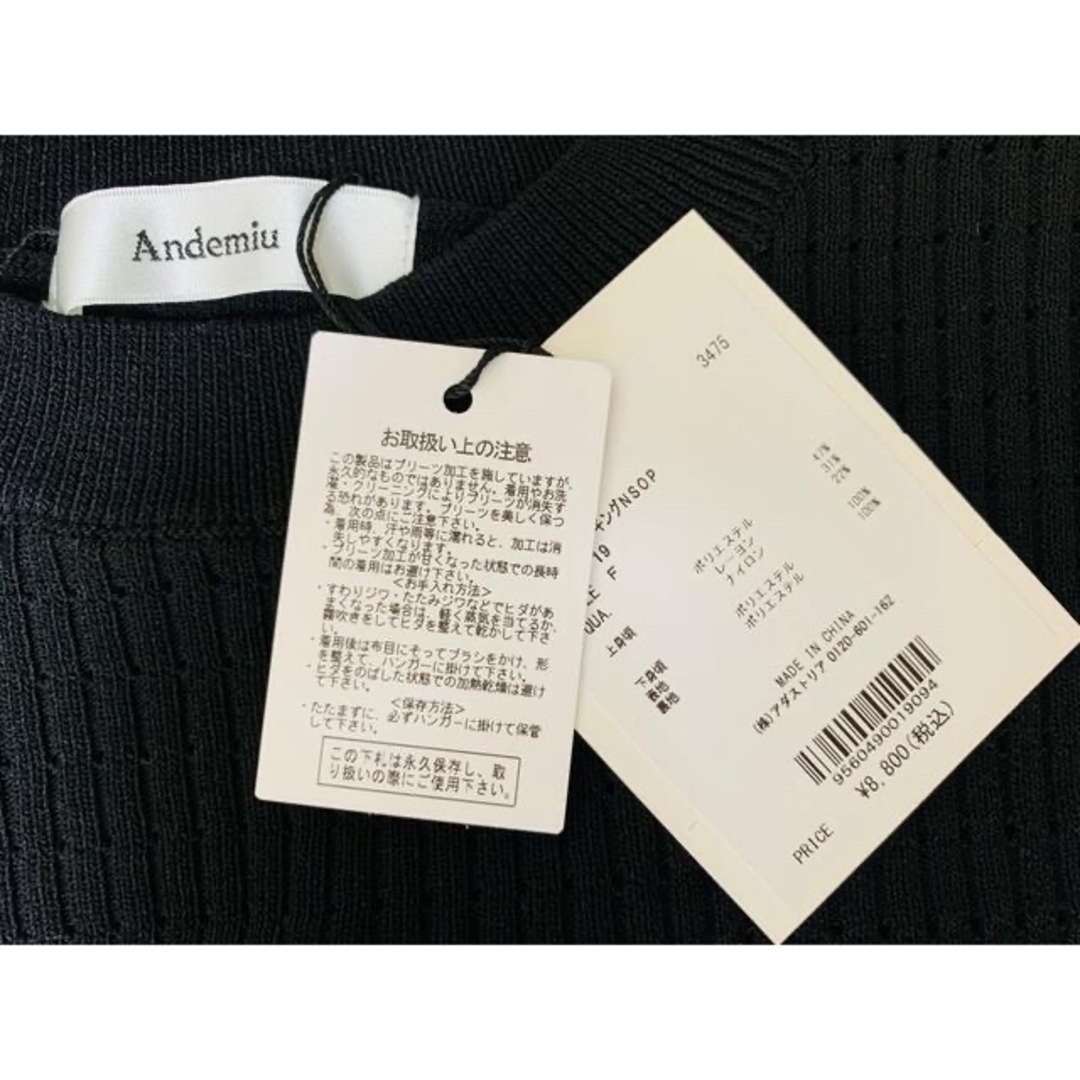 Andemiu
お取扱い上の注意
この製品はプリーツ加工を施していますが、
永久的なものではありません。着用やお洗
濯・クリーニングによりプリーツが消失す
る恐れがあります。プリーツを美しく保つ
為、次の点にご注意下さい。
・着用時、汗や雨等に濡れると、加工は消
失しやすくなります。
・プリーツ加工が甘くなった状態での長時
間の着用はお避け下さい。
<お手入れ方法>
・すわりジワ・たたみジワなどでヒダがあ
まくなった場合は、軽く蒸気を当てるか、
霧吹きをしてヒダを整えて乾かして下さ
い。
・着用後は布目にそってブラシをかけ、形
を整えて、ハンガーに掛けて下さい。
・ヒダをのばした状態での加熱乾燥は避け
て下さい。
<保存方法>
・たたまずに、必ずハンガーに掛けて保管
して下さい。
この下札は永久保存し、取
り扱いの際にご使用下さい。
3475
キングNSOP
19
F
QUA.
上身頃 ポリエステル 47%
レーヨン 31%
ナイロン 22%
下身頃 ポリエステル 100%
裏地 ポリエステル 100%
裏地
MADE IN CHINA
(株)アダストリア 0120-601-162
9560490019094
PRICE ¥8,800(税込)